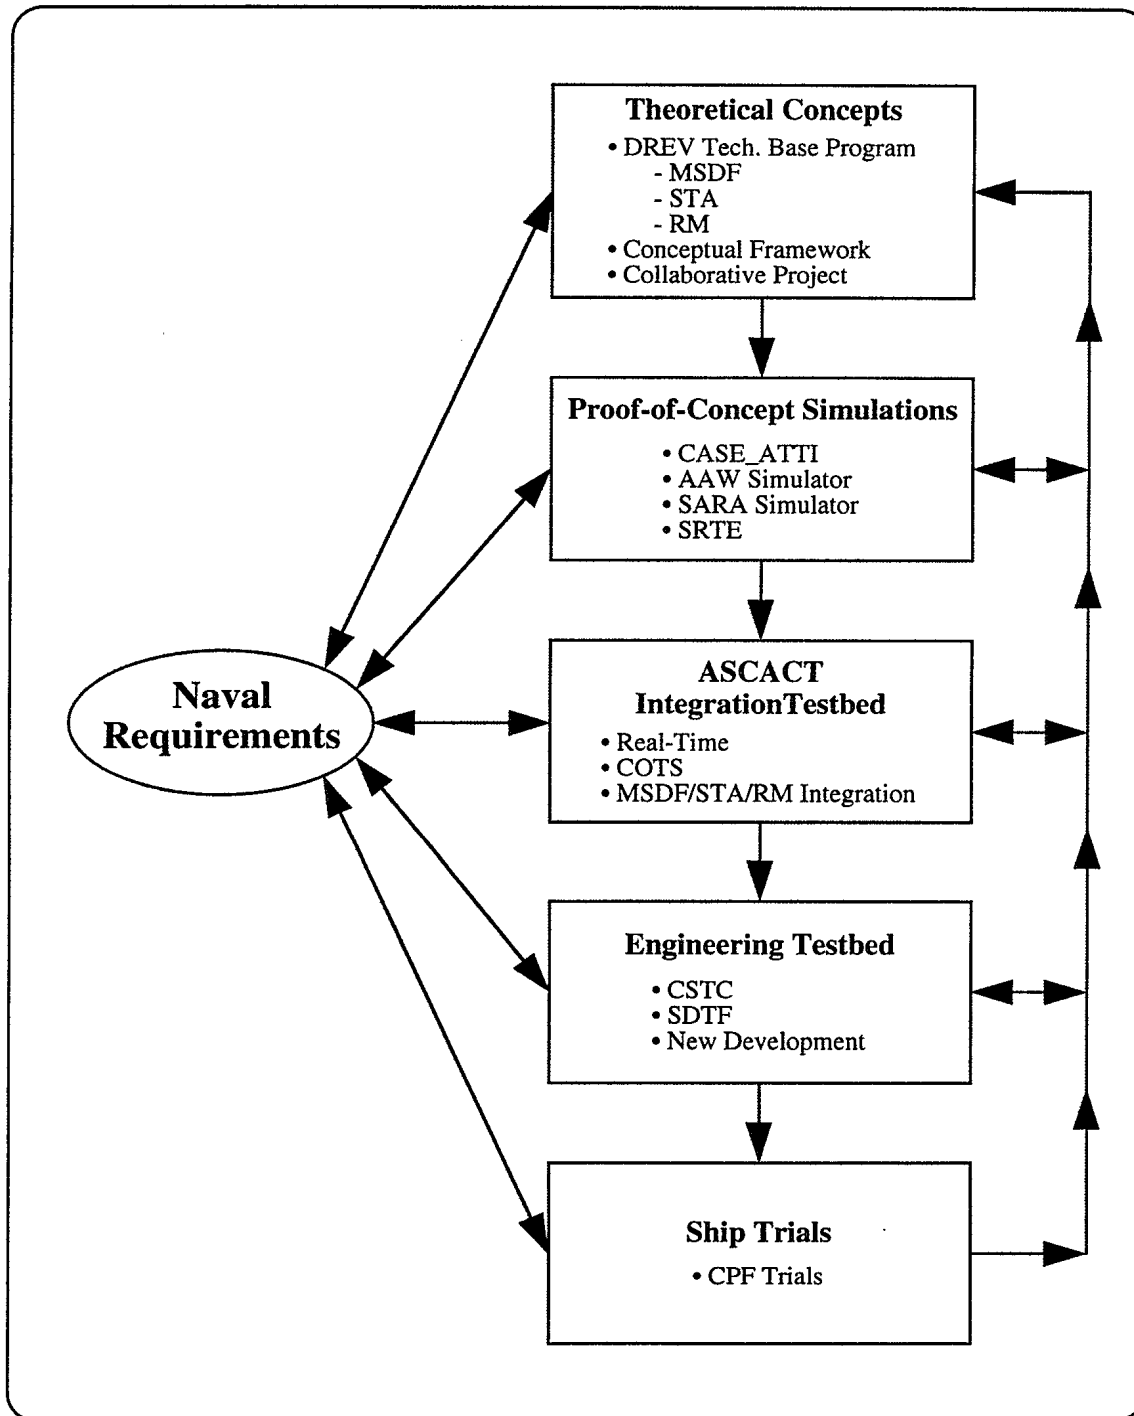 Theoretical Concepts
• DREV Tech. Base Program
- MSDF
- STA
- RM
• Conceptual Framework
• Collaborative Project
Proof-of-Concept Simulations
• CASE_ATTI
• AAW Simulator
• SARA Simulator
• SRTE
Naval
Requirements
ASCACT
IntegrationTestbed
• Real-Time
• COTS
• MSDF/STA/RM Integration
Engineering Testbed
• CSTC
• SDTF
• New Development
Ship Trials
• CPF Trials